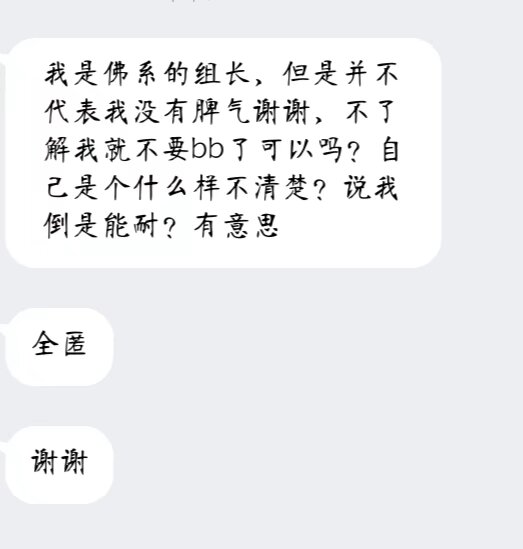 我是佛系的组长，但是并不
代表我没有脾气谢谢，不了
解我就不要bb了可以吗？自
己是个什么样不清楚？说我
倒是能耐？有意思
全匿
谢谢